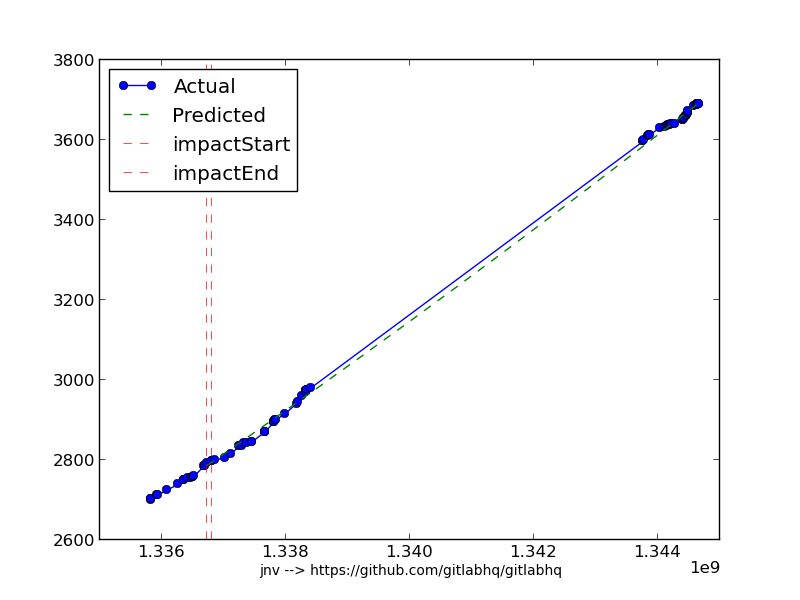 3800
3600
3400
3200
3000
2800
2600
Actual
Predicted
impactStart
impactEnd
1.336 1.338 1.340 1.342 1.344
1e9
jnv --> https://github.com/gitlabhq/gitlabhq